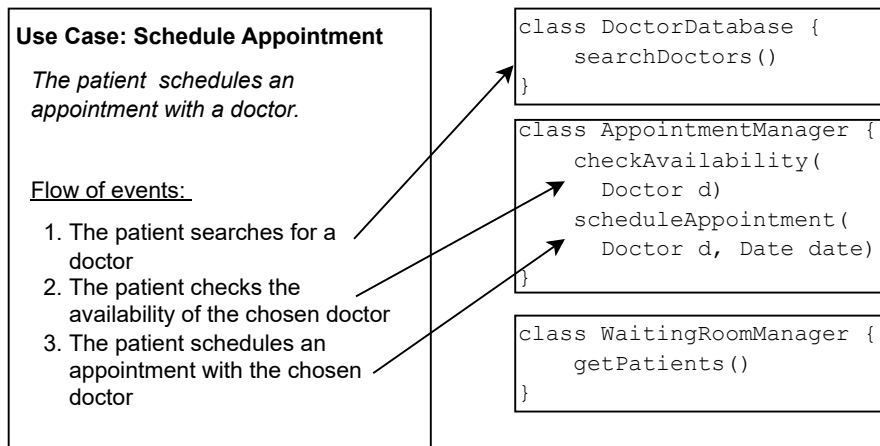 Use Case: Schedule Appointment
The patient schedules an
appointment with a doctor.
Flow of events:
1. The patient searches for a
doctor
2. The patient checks the
availability of the chosen doctor
3. The patient schedules an
appointment with the chosen
doctor
class DoctorDatabase {
searchDoctors()
}
class AppointmentManager {
checkAvailability(
Doctor d)
scheduleAppointment(
Doctor d, Date date)
}
class WaitingRoomManager {
getPatients()
}